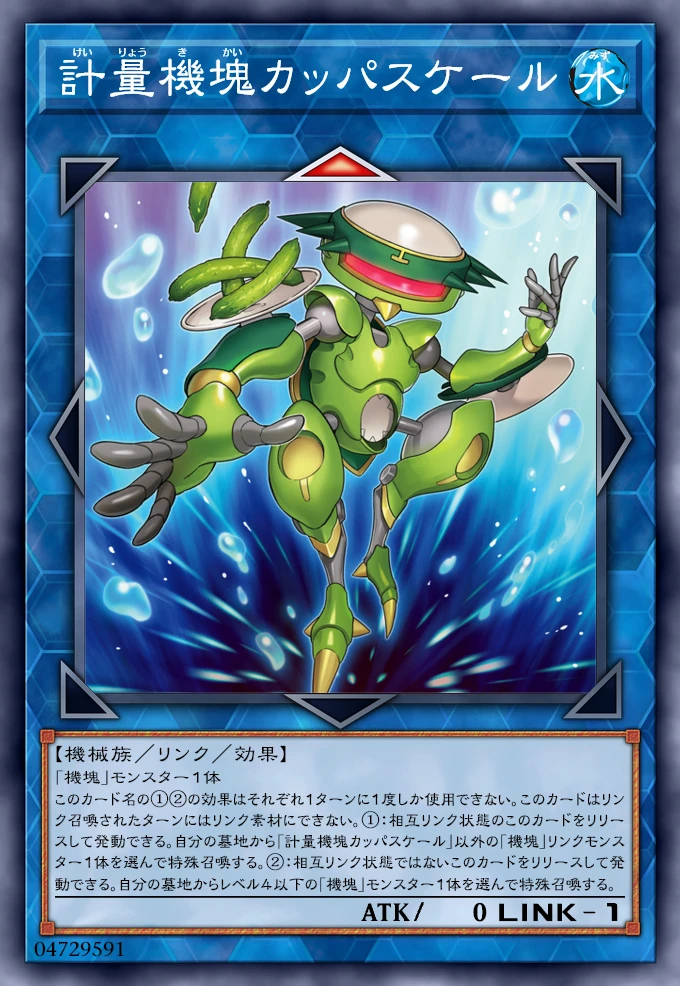 計量機塊カッパスケール 水
けい りょう き かい みず
【機械族／リンク／効果】
「機塊」モンスター1体
このカード名の①②の効果はそれぞれ1ターンに1度しか使用できない。このカードはリン
ク召喚されたターンにはリンク素材にできない。①：相互リンク状態のこのカードをリリー
スして発動できる。自分の墓地から「計量機塊カッパスケール」以外の「機塊」リンクモンス
ター1体を選んで特殊召喚する。②：相互リンク状態ではないこのカードをリリースして発
動できる。自分の墓地からレベル4以下の「機塊」モンスター1体を選んで特殊召喚する。
ATK/ 0 LINK-1
04729591